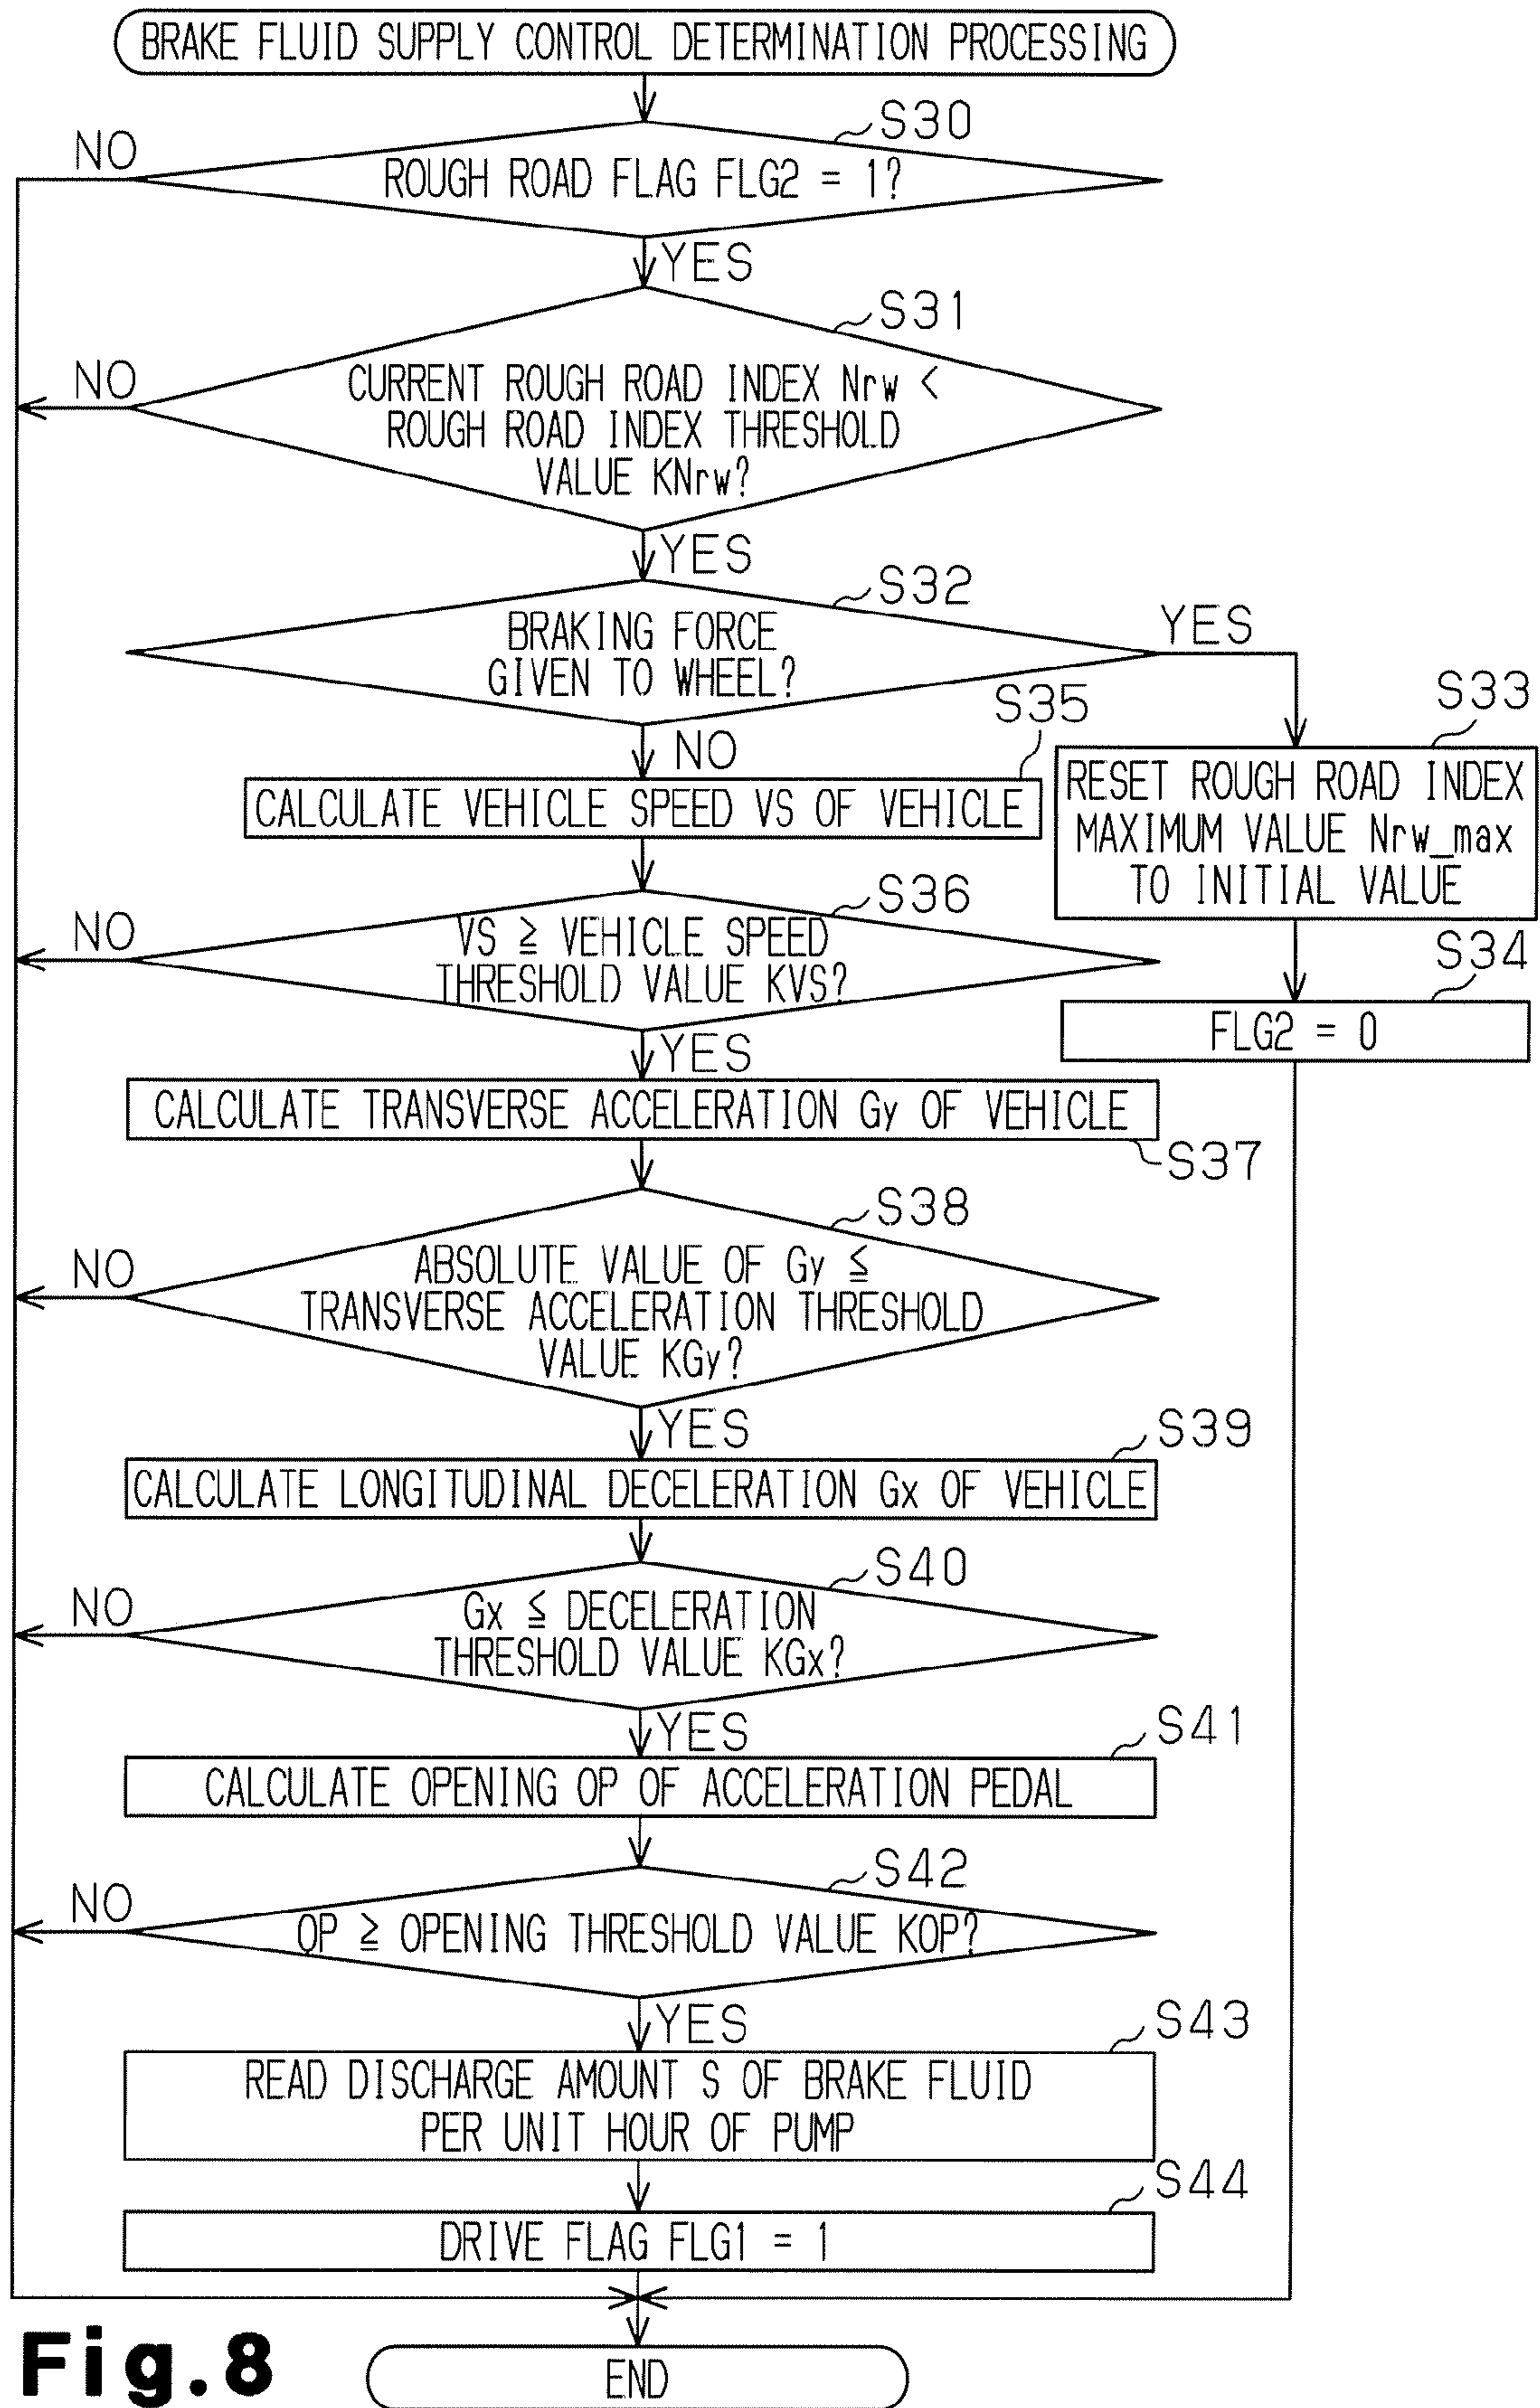 BRAKE FLUID SUPPLY CONTROL DETERMINATION PROCESSING
S30
NO
ROUGH ROAD FLAG FLG2 = 1?
YES
S31
NO
CURRENT ROUGH ROAD INDEX Nrw <
ROUGH ROAD INDEX THRESHOLD
VALUE KNrw?
YES
S32
YES
BRAKING FORCE
GIVEN TO WHEEL?
S33
RESET ROUGH ROAD INDEX
MAXIMUM VALUE Nrw_max
TO INITIAL VALUE
S34
FLG2 = 0
NO
S35
CALCULATE VEHICLE SPEED VS OF VEHICLE
S36
NO
VS ≧ VEHICLE SPEED
THRESHOLD VALUE KVS?
YES
CALCULATE TRANSVERSE ACCELERATION Gy OF VEHICLE
S37
S38
NO
ABSOLUTE VALUE OF Gy ≦
TRANSVERSE ACCELERATION THRESHOLD
VALUE KGy?
YES
S39
CALCULATE LONGITUDINAL DECELERATION Gx OF VEHICLE
S40
NO
Gx ≦ DECELERATION
THRESHOLD VALUE KGx?
YES
S41
CALCULATE OPENING OP OF ACCELERATION PEDAL
S42
NO
OP ≧ OPENING THRESHOLD VALUE KOP?
YES
S43
READ DISCHARGE AMOUNT S OF BRAKE FLUID
PER UNIT HOUR OF PUMP
S44
DRIVE FLAG FLG1 = 1
END
Fig.8